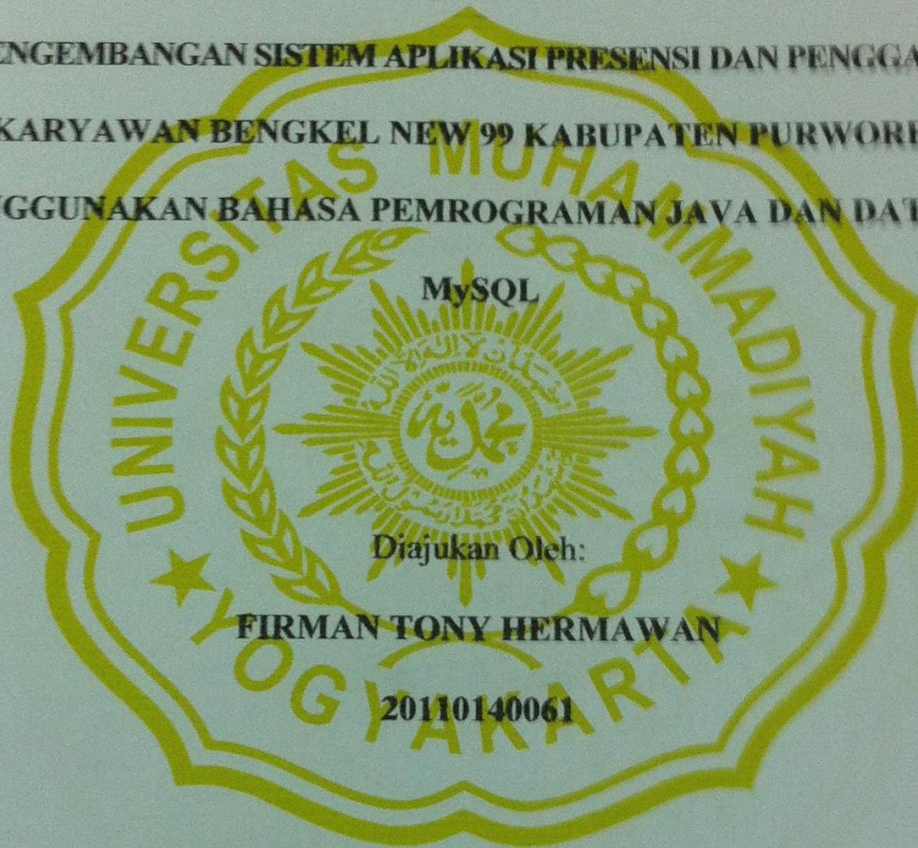 ENGEMBANGAN SISTEM APLIKASI PRESENSI DAN PENGGA
KARYAWAN BENGKEL NEW 99 KABUPATEN PURWORE
GGUNAKAN BAHASA PEMROGRAMAN JAVA DAN DAT
MySQL
UNIVERSITAS MUHAMMADIYAH
YOGYAKARTA
Diajukan Oleh:
FIRMAN TONY HERMAWAN
20110140061